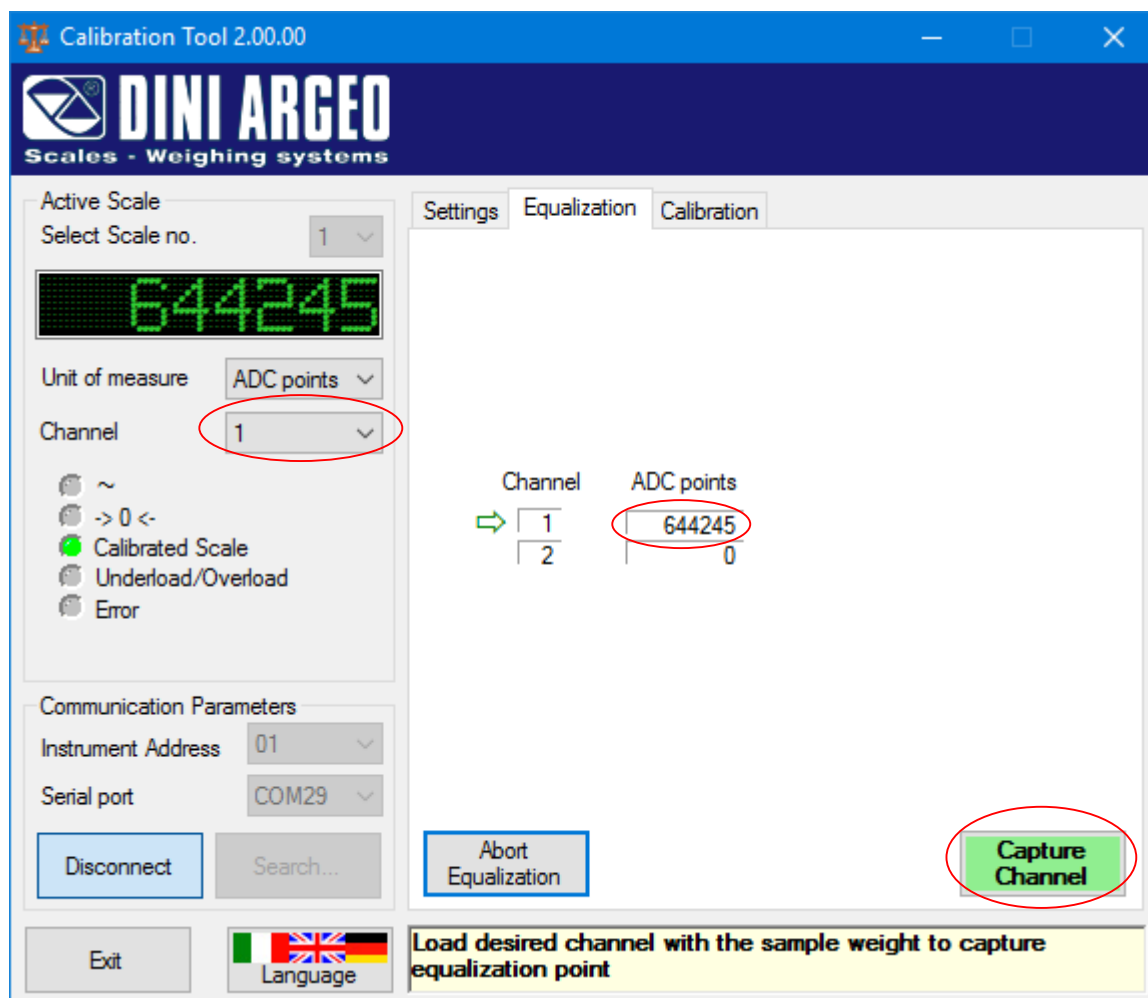 Calibration Tool 2.00.00
DINI ARGEO
Scales - Weighing systems
Active Scale
Select Scale no. 1
644245
Unit of measure ADC points
Channel 1
~
-> 0 <-
Calibrated Scale
Underload/Overload
Error
Communication Parameters
Instrument Address 01
Serial port COM29
Disconnect Search...
Exit Language
Settings Equalization Calibration
Channel ADC points
1 644245
2 0
Abort
Equalization
Capture
Channel
Load desired channel with the sample weight to capture
equalization point